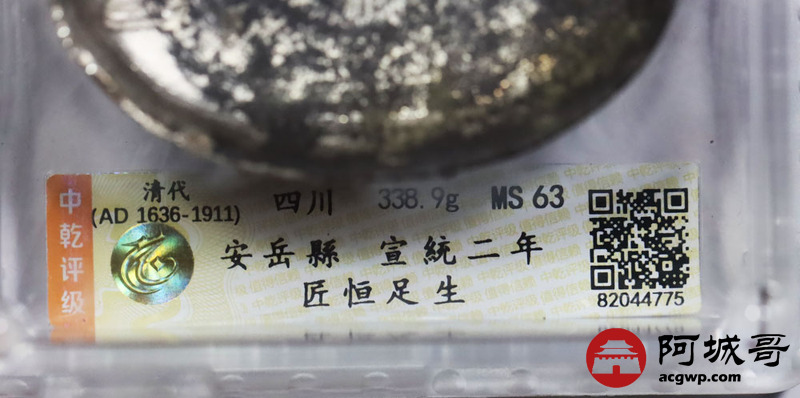 中乾评级
清代
(AD 1636-1911)
四川 338.9g MS 63
安岳縣 宣統二年
匠恒足生
82044775
阿城哥
acgwp.com